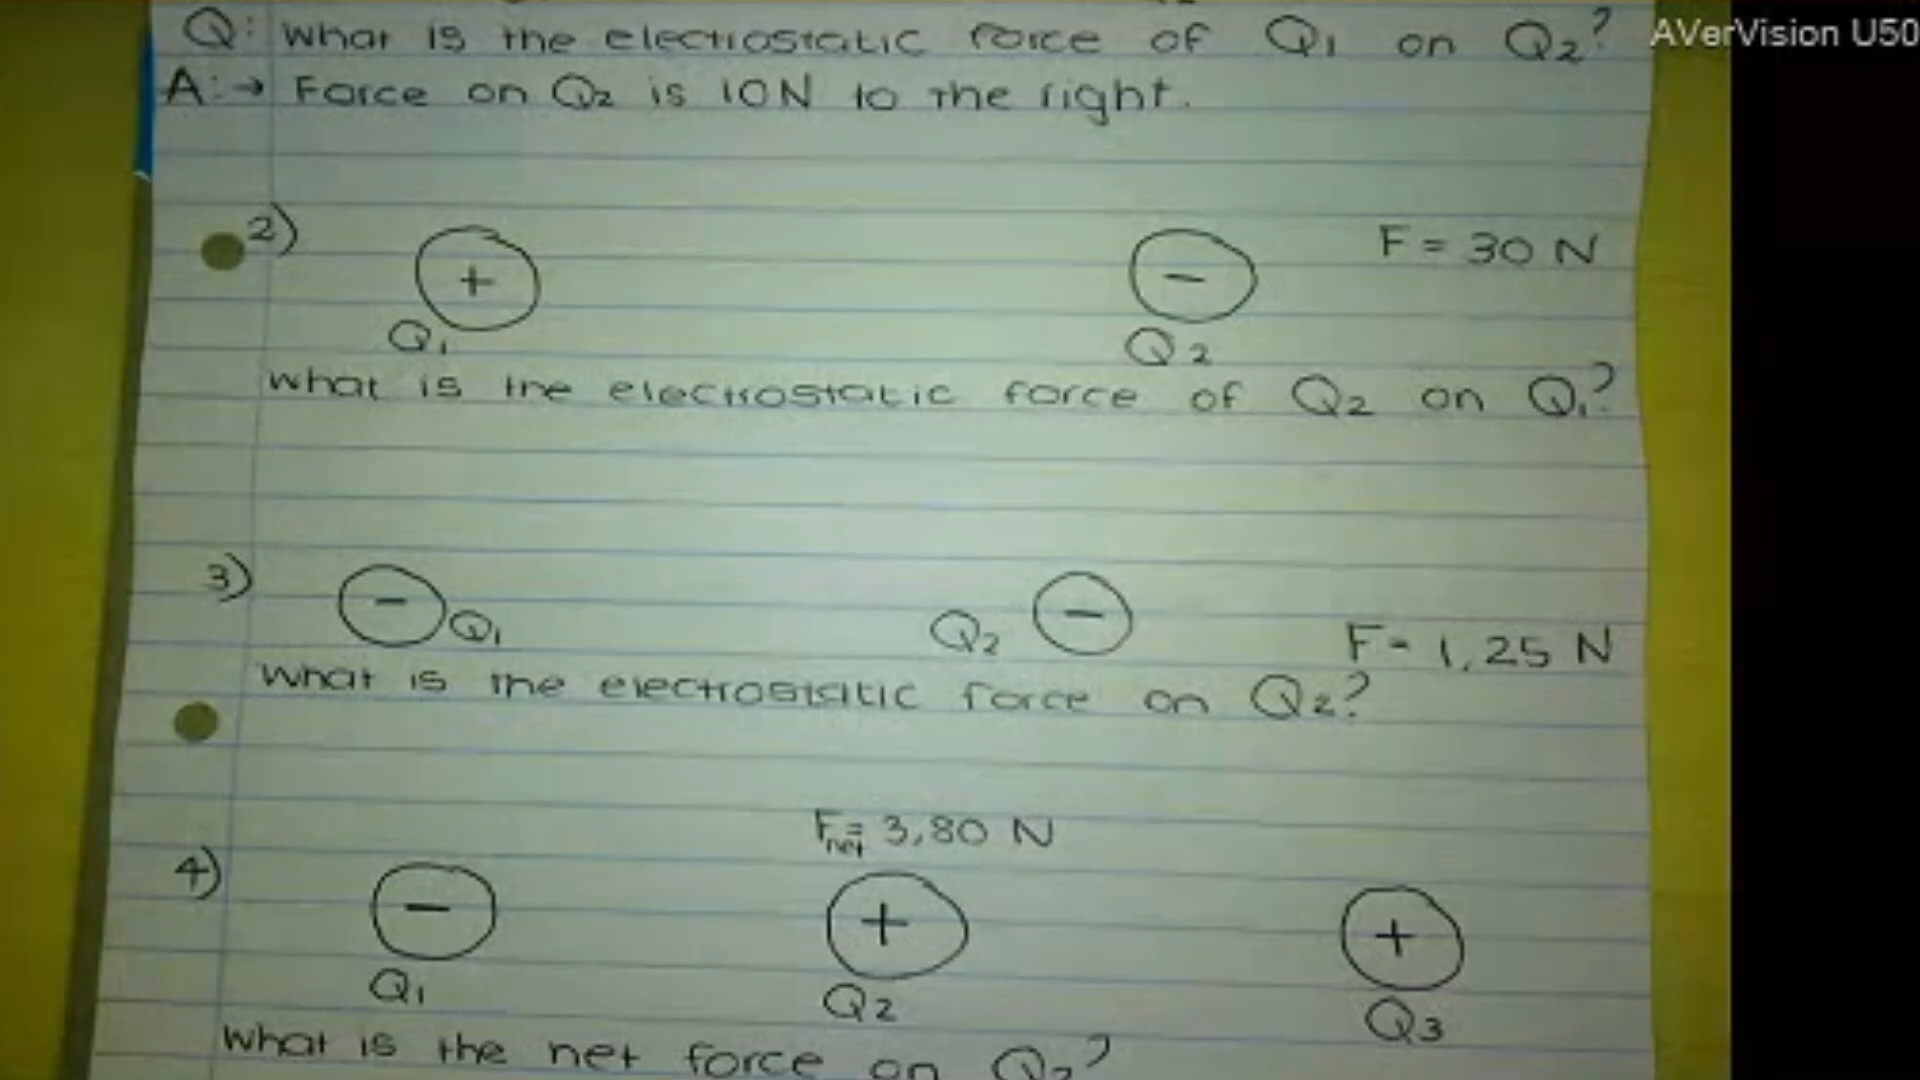 Q: What is the electrostatic force of Q1 on Q2?
AVerVision U50
A: → Force on Q2 is 10N to the right.
2)
+
-
F = 30 N
Q1
Q2
What is the electrostatic force of Q2 on Q1?
3)
-
Q1
Q2
-
F = 1,25 N
What is the electrostatic force on Q2?
Fnet = 3,80 N
4)
-
+
+
Q1
Q2
Q3
What is the net force on Q2?